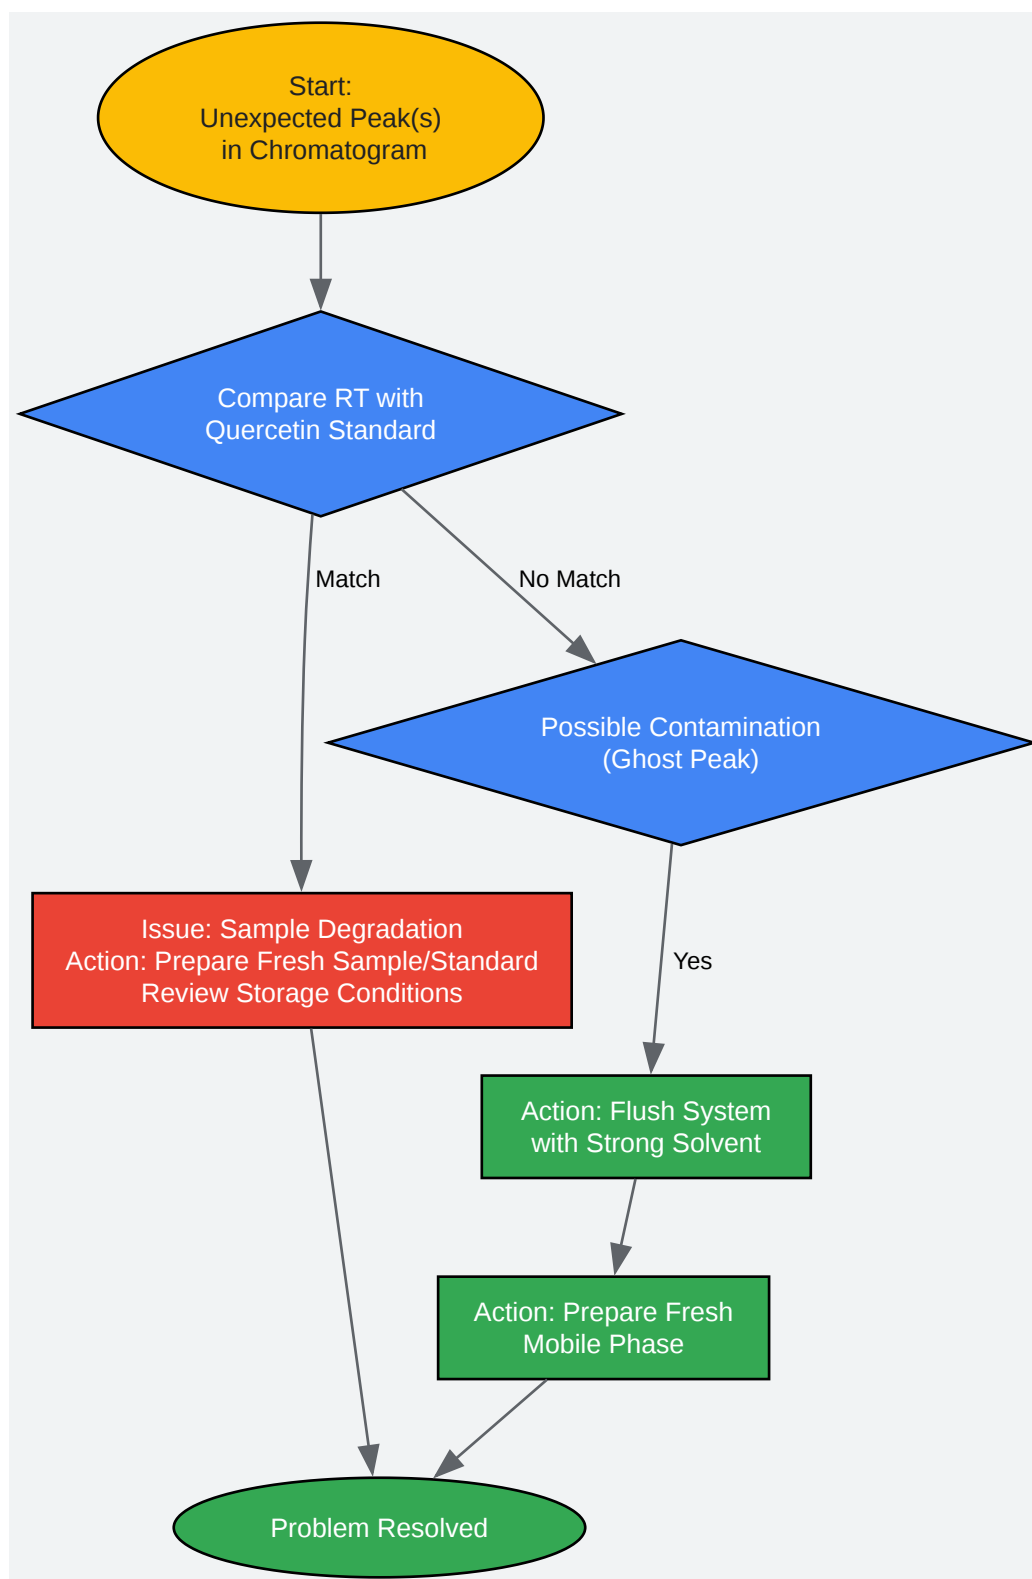 Start:
Unexpected Peak(s)
in Chromatogram
Compare RT with
Quercetin Standard
Match
No Match
Possible Contamination
(Ghost Peak)
Issue: Sample Degradation
Action: Prepare Fresh Sample/Standard
Review Storage Conditions
Yes
Action: Flush System
with Strong Solvent
Action: Prepare Fresh
Mobile Phase
Problem Resolved